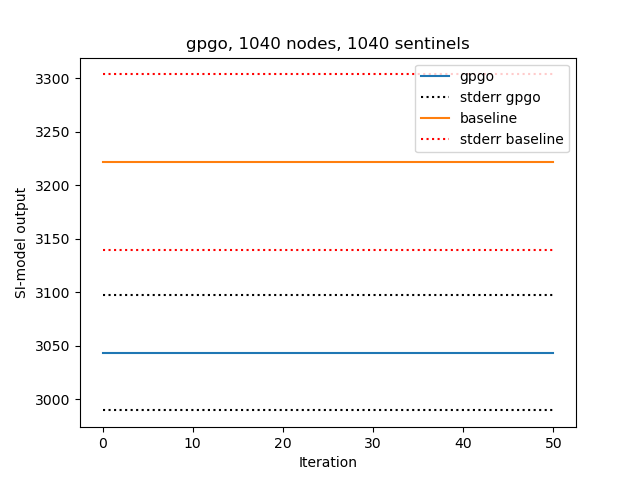 gpgo, 1040 nodes, 1040 sentinels
3300
3250
3200
3150
3100
3050
3000
SI-model output
gpgo
stderr gpgo
baseline
stderr baseline
0 10 20 30 40 50
Iteration